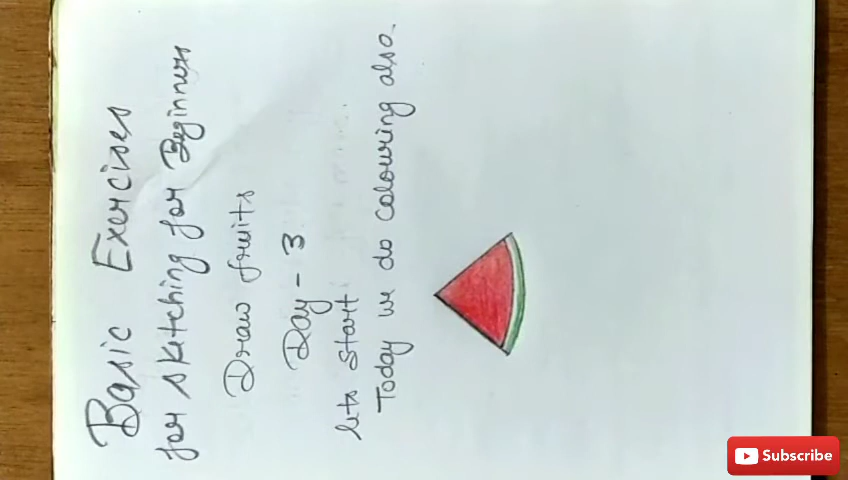 Basic Exercises
for sketching for Beginners
Draw fruits
Day - 3
lets start
Today we do colouring also.
Subscribe